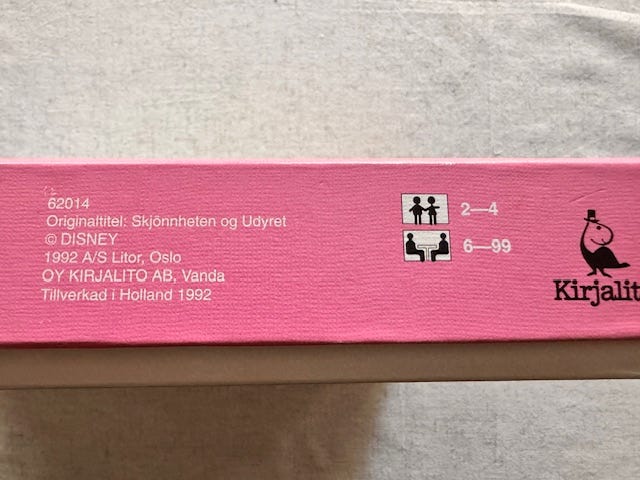 62014
Originaltitel: Skjönnheten og Udyret
© DISNEY
1992 A/S Litor, Oslo
OY KIRJALITO AB, Vanda
Tillverkad i Holland 1992
2—4
6—99
Kirjalit